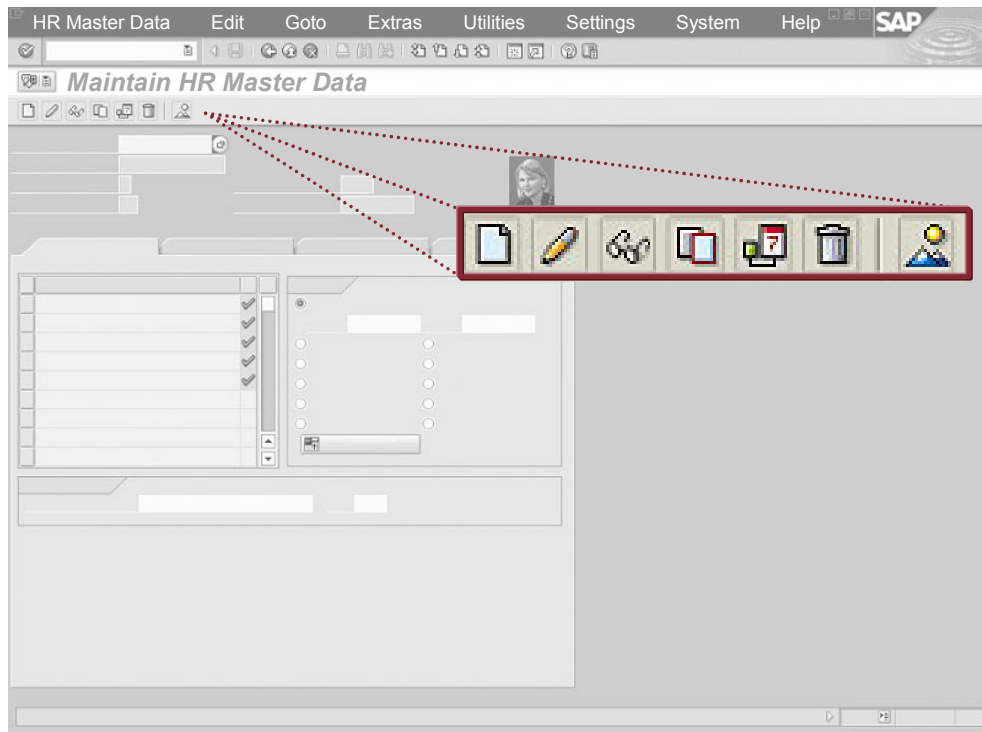 HR Master Data Edit Goto Extras Utilities Settings System Help SAP
Maintain HR Master Data
7